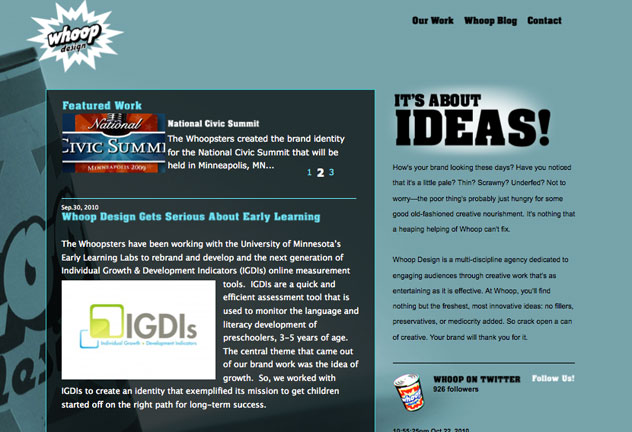 whoop
design
Our Work Whoop Blog Contact
Featured Work
National
CIVIC SUMM
MINNEAPOLIS 2009
National Civic Summit
The Whoopsters created the brand identity
for the National Civic Summit that will be
held in Minneapolis, MN...
1 2 3
Sep.30, 2010
Whoop Design Gets Serious About Early Learning
The Whoopsters have been working with the University of Minnesota's
Early Learning Labs to rebrand and develop and the next generation of
Individual Growth & Development Indicators (IGDIs) online measurement
tools. IGDIs are a quick and
efficient assessment tool that is
used to monitor the language and
literacy development of
preschoolers, 3-5 years of age.
The central theme that came out
of our brand work was the idea of
growth. So, we worked with
IGDIs
Individual Growth + Development Indicators
IGDIs to create an identity that exemplified its mission to get children
started off on the right path for long-term success.
IT'S ABOUT
IDEAS!
How's your brand looking these days? Have you noticed
that it's a little pale? Thin? Scrawny? Underfed? Not to
worry—the poor thing's probably just hungry for some
good old-fashioned creative nourishment. It's nothing that
a heaping helping of Whoop can't fix.
Whoop Design is a multi-discipline agency dedicated to
engaging audiences through creative work that's as
entertaining as it is effective. At Whoop, you'll find
nothing but the freshest, most innovative ideas: no fillers,
preservatives, or mediocrity added. So crack open a can
of creative. Your brand will thank you for it.
whoop
WHOOP ON TWITTER Follow Us!
926 followers
10:55:25pm Oct 22, 2010